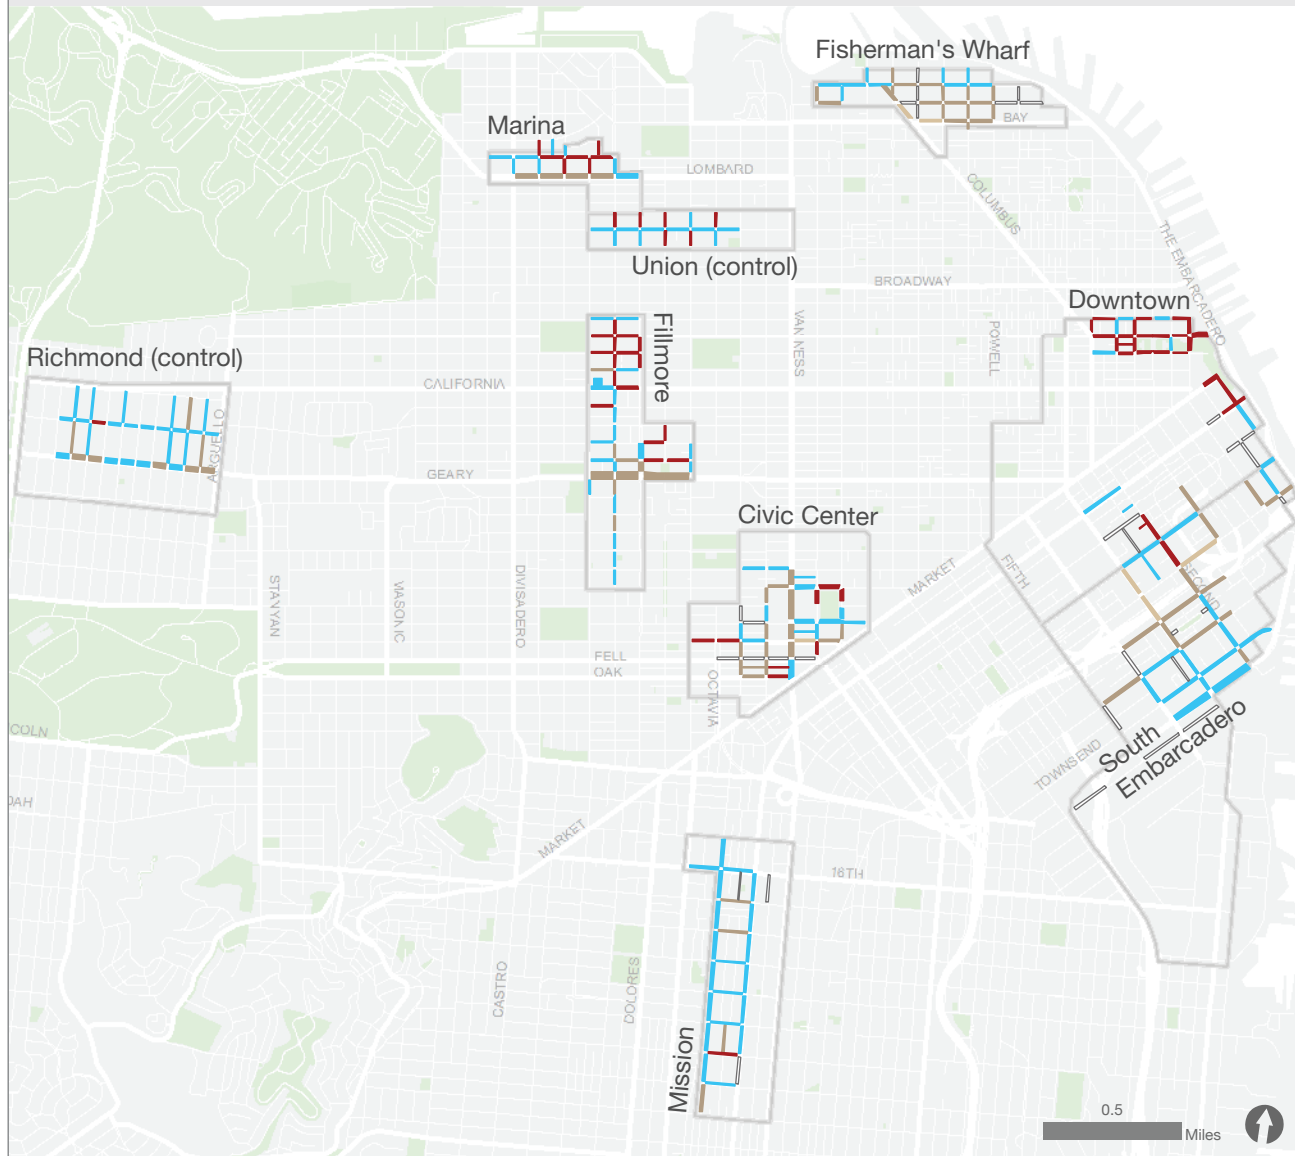 Fisherman's Wharf
BAY
Marina
LOMBARD
COLUMBUS
THE EMBARCADERO
Union (control)
BROADWAY
Downtown
Fillmore
VAN NESS
POWELL
Richmond (control)
CALIFORNIA
ARGUELLO
GEARY
Civic Center
MARKET
FIFTH
SECOND
STANYAN
MASONIC
DIVISADERO
FELL
OAK
OCTAVIA
COLN
South
Embarcadero
TOWNSEND
OAH
MARKET
16TH
CASTRO
DOLORES
Mission
0.5
Miles